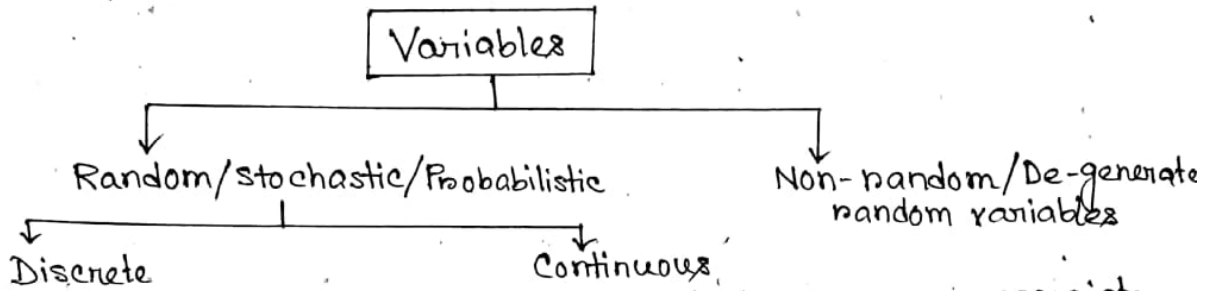 Variables
Random/Stochastic/Probabilistic
Non-random/De-generate
random variables
Discrete
Continuous